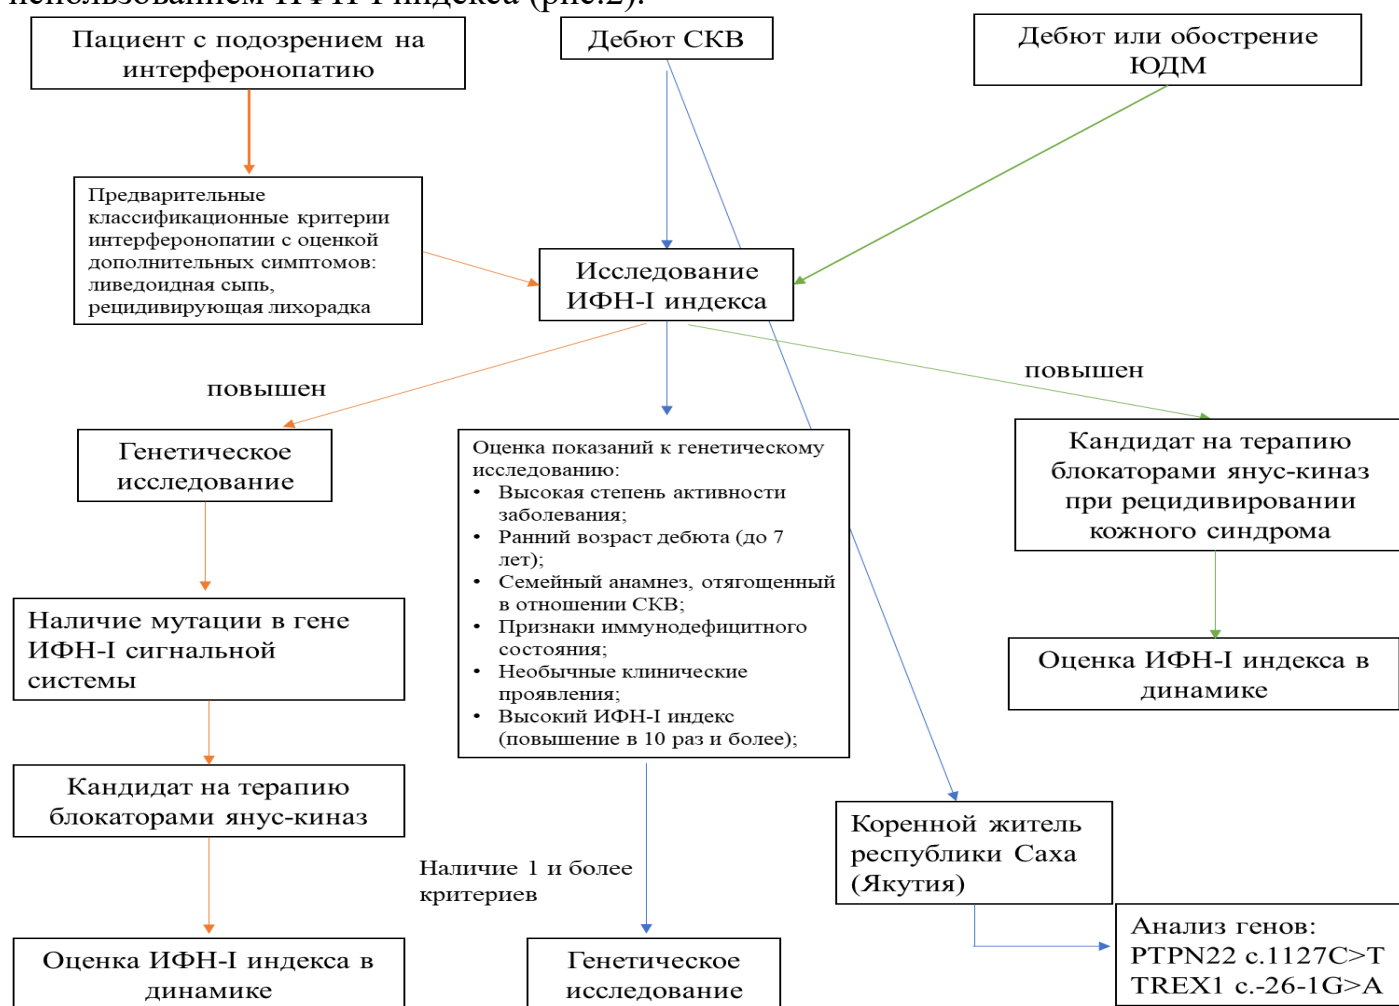 использованием ИФН-I индекса (рис.2).
Пациент с подозрением на
интерферонопатию
Дебют СКВ
Дебют или обострение
ЮДМ
Предварительные
классификационные критерии
интерферонопатии с оценкой
дополнительных симптомов:
ливедоидная сыпь,
рецидивирующая лихорадка
Исследование
ИФН-I индекса
повышен
повышен
Генетическое
исследование
Оценка показаний к генетическому
исследованию:
• Высокая степень активности
заболевания;
• Ранний возраст дебюта (до 7
лет);
• Семейный анамнез, отягощенный
в отношении СКВ;
• Признаки иммунодефицитного
состояния;
• Необычные клинические
проявления;
• Высокий ИФН-I индекс
(повышение в 10 раз и более);
Кандидат на терапию
блокаторами янус-киназ
при рецидивировании
кожного синдрома
Наличие мутации в гене
ИФН-I сигнальной
системы
Оценка ИФН-I индекса в
динамике
Кандидат на терапию
блокаторами янус-киназ
Наличие 1 и более
критериев
Коренной житель
республики Саха
(Якутия)
Оценка ИФН-I индекса в
динамике
Генетическое
исследование
Анализ генов:
PTPN22 c.1127C>T
TREX1 c.-26-1G>A